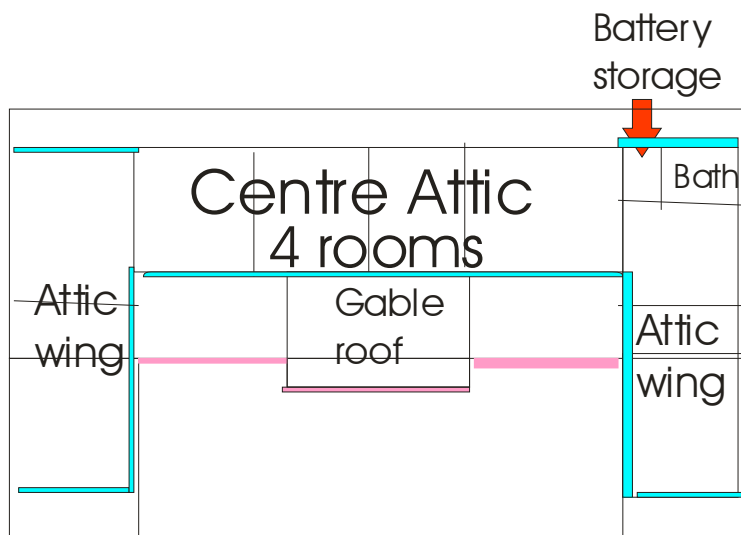 Battery
storage
Centre Attic
4 rooms
Bath
Attic
wing
Gable
roof
Attic
wing